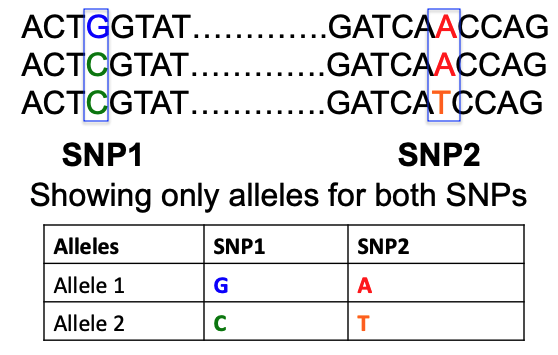 ACTGGTAT.............GATCAACCAG
ACTCGTAT.............GATCAACCAG
ACTCGTAT.............GATCATCCAG
SNP1 SNP2
Showing only alleles for both SNPs
Alleles SNP1 SNP2
Allele 1 G A
Allele 2 C T